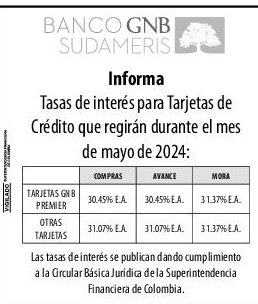 BANCO GNB
SUDAMERIS
Informa
Tasas de interés para Tarjetas de
Crédito que regirán durante el mes
de mayo de 2024:
COMPRAS AVANCE MORA
TARJETAS GNB PREMIER 30.45% E.A. 30.45% E.A. 31.37% E.A.
OTRAS TARJETAS 31.07% E.A. 31.07% E.A. 31.37% E.A.
Las tasas de interés se publican dando cumplimiento
a la Circular Básica Jurídica de la Superintendencia
Financiera de Colombia.
VIGILADO